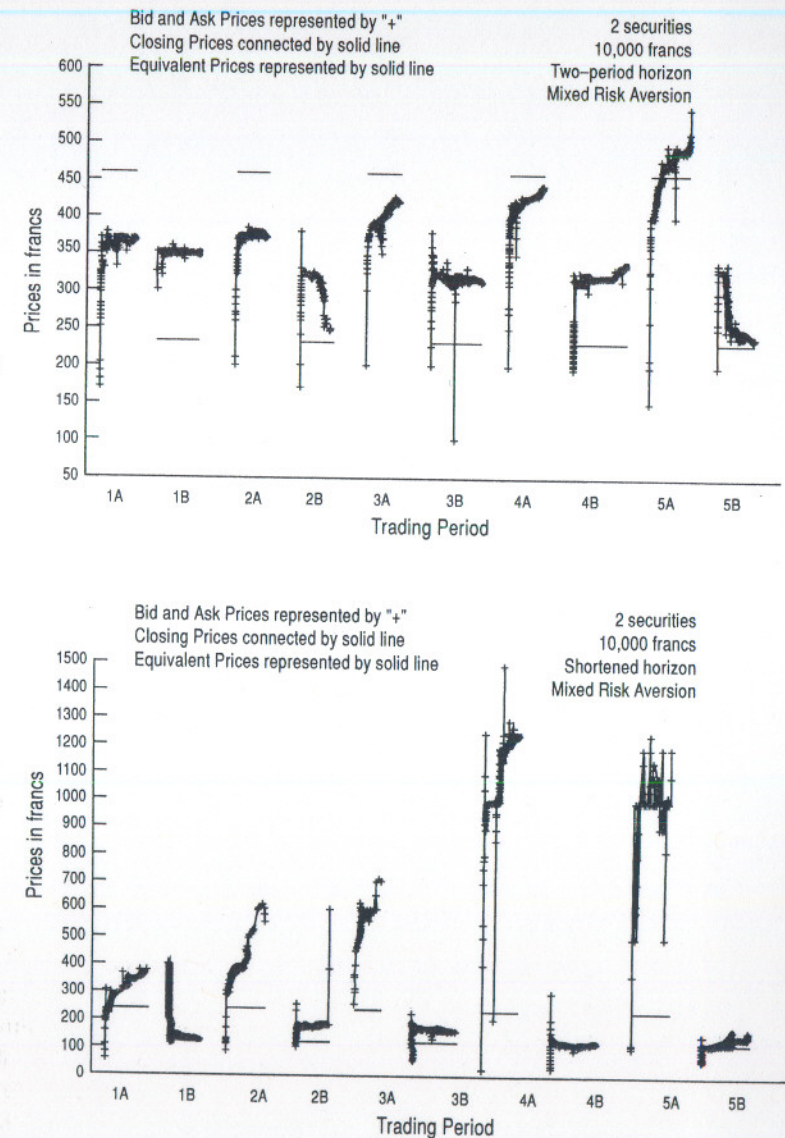 Bid and Ask Prices represented by "+"
Closing Prices connected by solid line
Equivalent Prices represented by solid line
2 securities
10,000 francs
Two–period horizon
Mixed Risk Aversion
600
550
500
450
400
350
300
250
200
150
100
50
Prices in francs
1A 1B 2A 2B 3A 3B 4A 4B 5A 5B
Trading Period
Bid and Ask Prices represented by "+"
Closing Prices connected by solid line
Equivalent Prices represented by solid line
2 securities
10,000 francs
Shortened horizon
Mixed Risk Aversion
1500
1400
1300
1200
1100
1000
900
800
700
600
500
400
300
200
100
0
Prices in francs
1A 1B 2A 2B 3A 3B 4A 4B 5A 5B
Trading Period